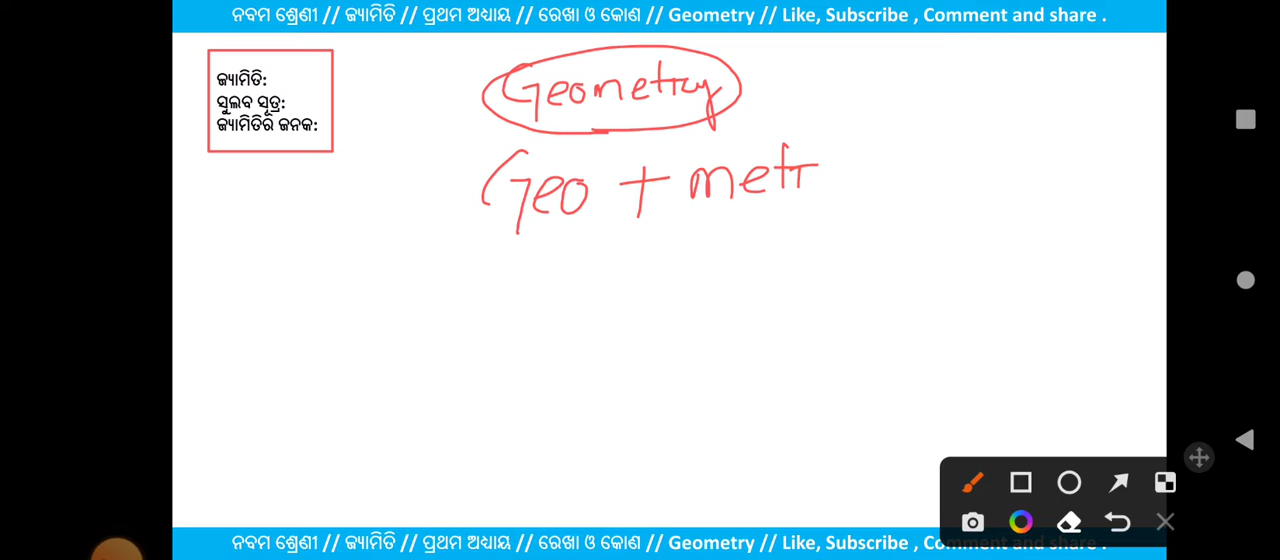 ନବମ ଶ୍ରେଣୀ // ଜ୍ୟାମିତି // ପ୍ରଥମ ଅଧ୍ୟାୟ // ରେଖା ଓ କୋଣ // Geometry // Like, Subscribe , Comment and share .
ଜ୍ୟାମିତି:
ସୁଲବ ସୂତ୍ର:
ଜ୍ୟାମିତିର ଜନକ:
Geometry
Geo + metr
ନବମ ଶ୍ରେଣୀ // ଜ୍ୟାମିତି // ପ୍ରଥମ ଅଧ୍ୟାୟ // ରେଖା ଓ କୋଣ // Geometry // Like, Subscribe , Comment and share .